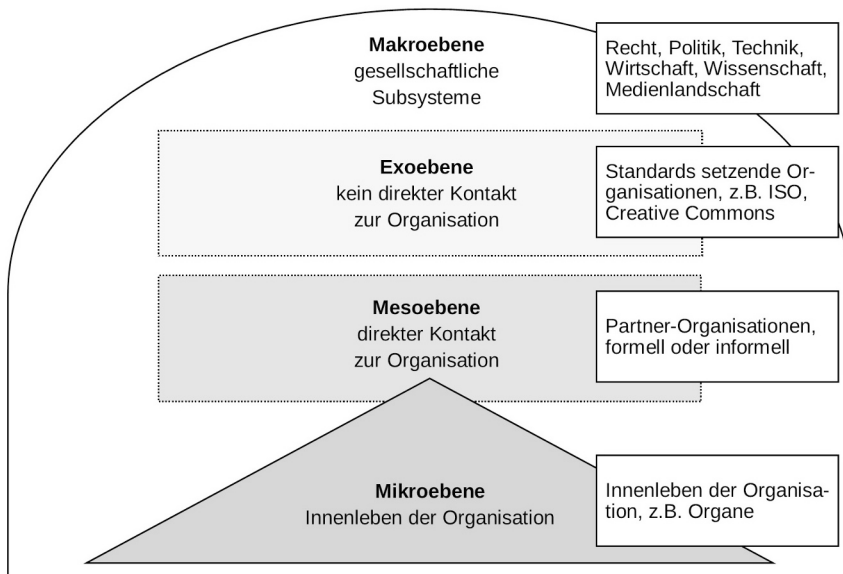 Makroebene
gesellschaftliche
Subsysteme
Recht, Politik, Technik,
Wirtschaft, Wissenschaft,
Medienlandschaft
Exoebene
kein direkter Kontakt
zur Organisation
Standards setzende Or-
ganisationen, z.B. ISO,
Creative Commons
Mesoebene
direkter Kontakt
zur Organisation
Partner-Organisationen,
formell oder informell
Mikroebene
Innenleben der Organisation
Innenleben der Organisa-
tion, z.B. Organe